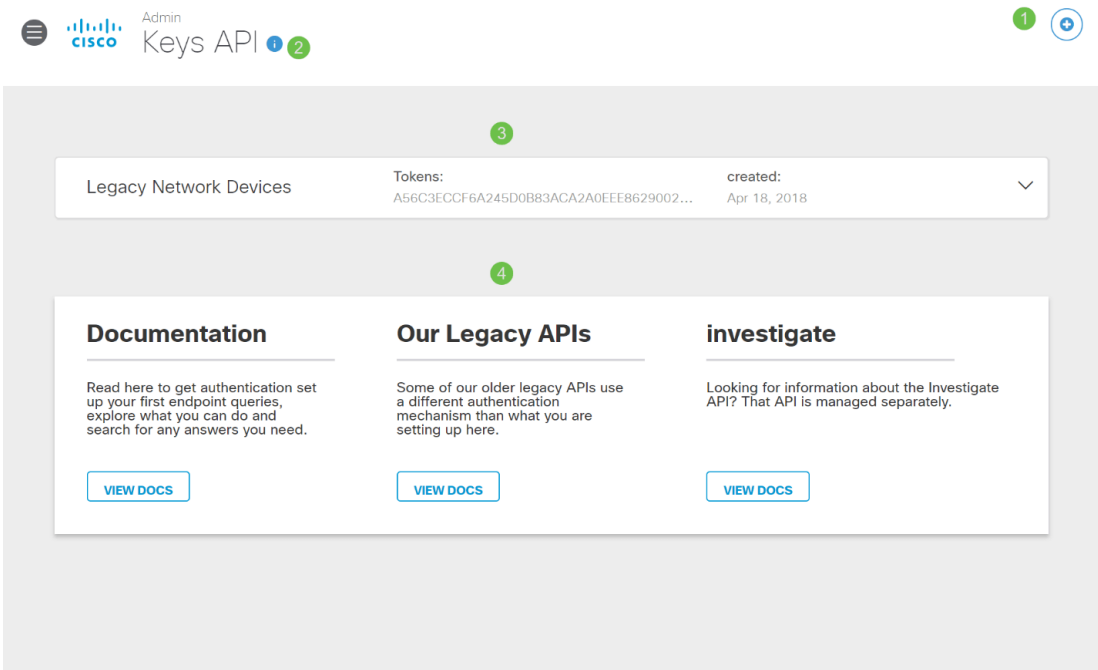 Admin
CISCO
Keys API
i
2
1
3
Legacy Network Devices
Tokens:
A56C3ECCF6A245D0B83ACA2A0EEE8629002...
created:
Apr 18, 2018
4
Documentation
Read here to get authentication set
up your first endpoint queries,
explore what you can do and
search for any answers you need.
VIEW DOCS
Our Legacy APIs
Some of our older legacy APIs use
a different authentication
mechanism than what you are
setting up here.
VIEW DOCS
investigate
Looking for information about the Investigate
API? That API is managed separately.
VIEW DOCS